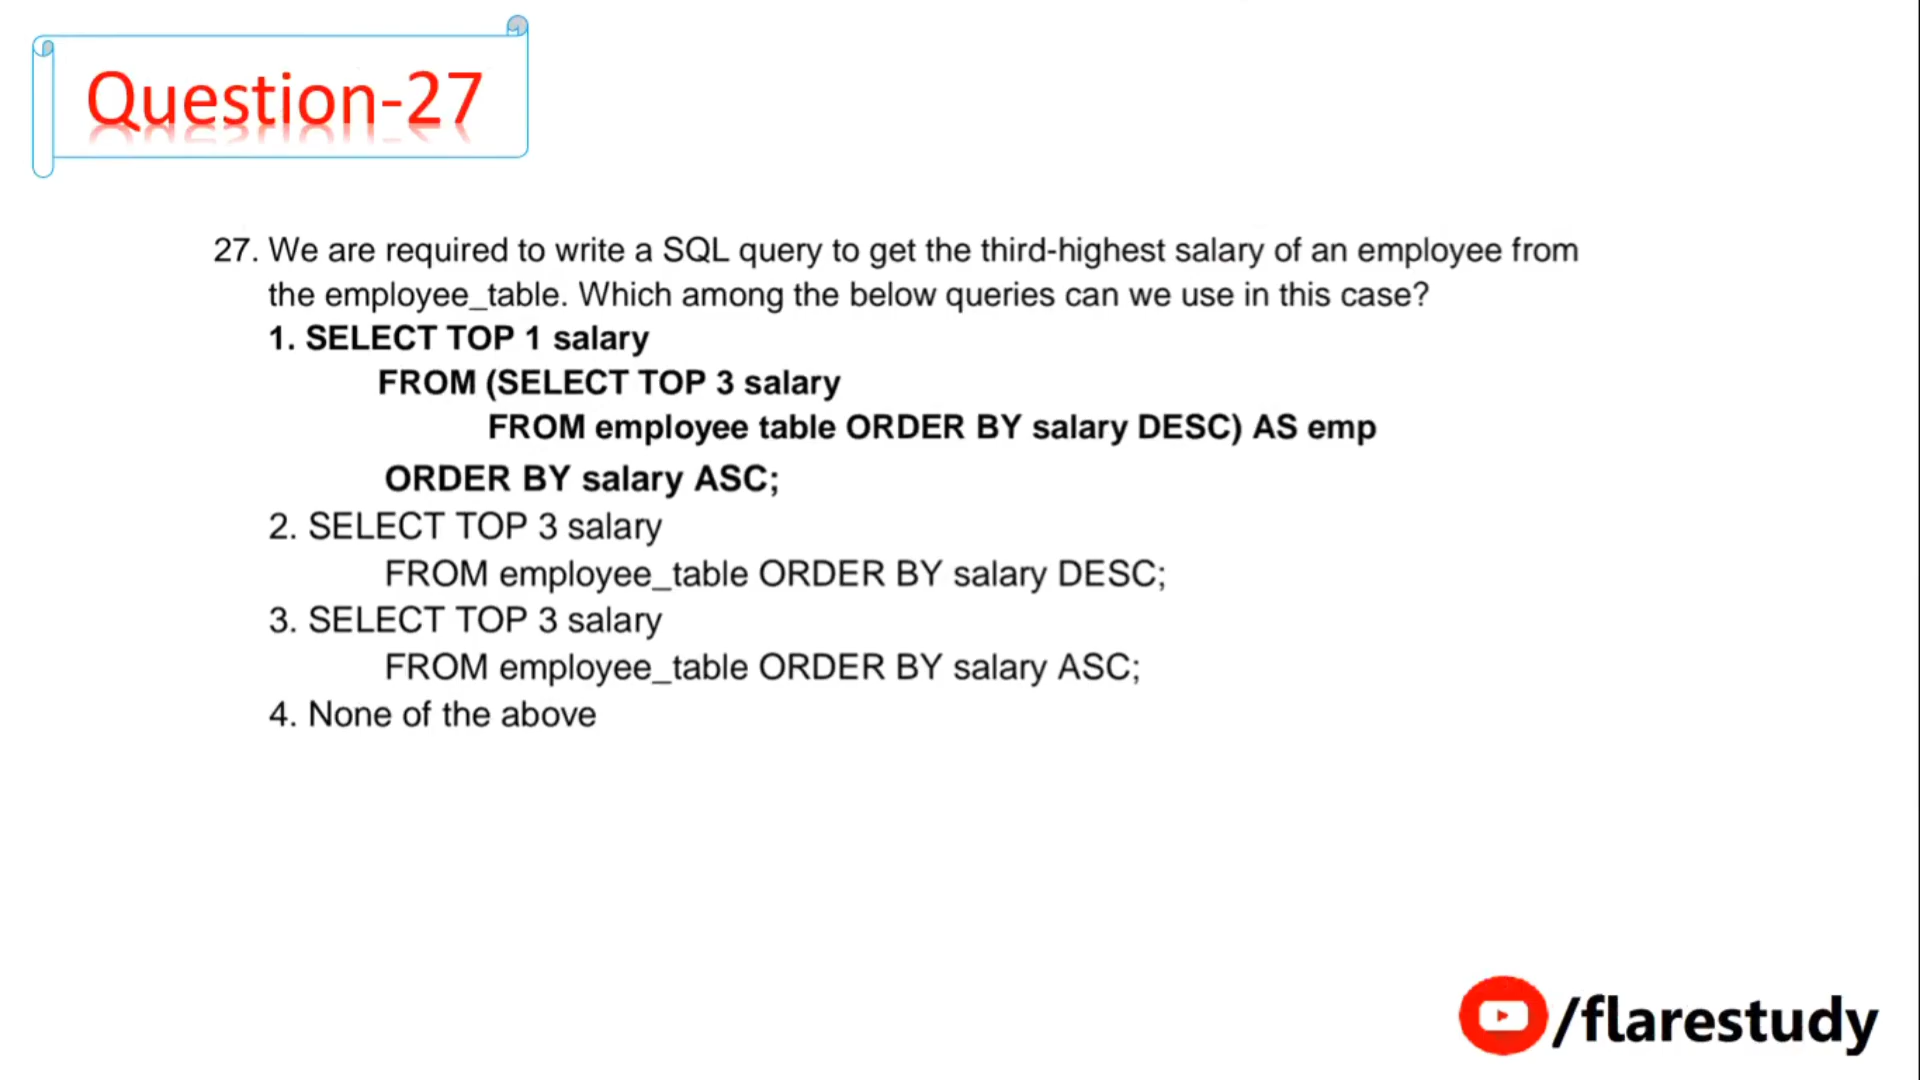 Question-27
27. We are required to write a SQL query to get the third-highest salary of an employee from
the employee_table. Which among the below queries can we use in this case?
1. SELECT TOP 1 salary
FROM (SELECT TOP 3 salary
FROM employee table ORDER BY salary DESC) AS emp
ORDER BY salary ASC;
2. SELECT TOP 3 salary
FROM employee_table ORDER BY salary DESC;
3. SELECT TOP 3 salary
FROM employee_table ORDER BY salary ASC;
4. None of the above
/flarestudy